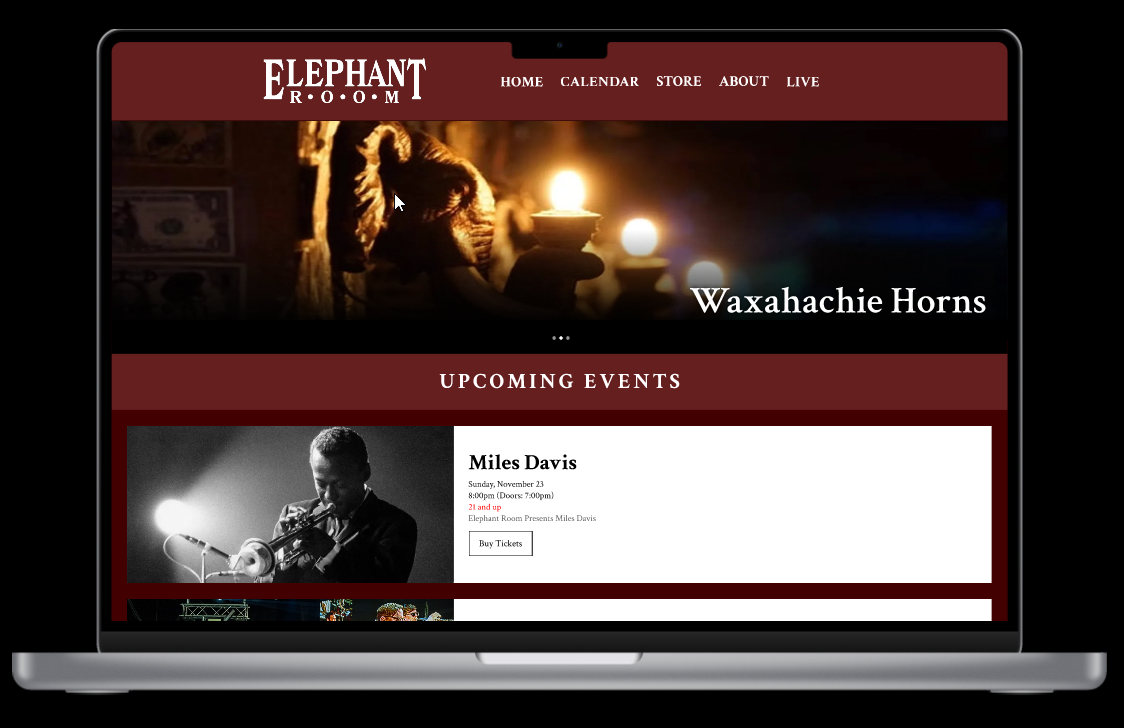 ELEPHANT
R•O•O•M
HOME CALENDAR STORE ABOUT LIVE
Waxahachie Horns
UPCOMING EVENTS
Miles Davis
Sunday, November 23
8:00pm (Doors: 7:00pm)
21 and up
Elephant Room Presents Miles Davis
Buy Tickets